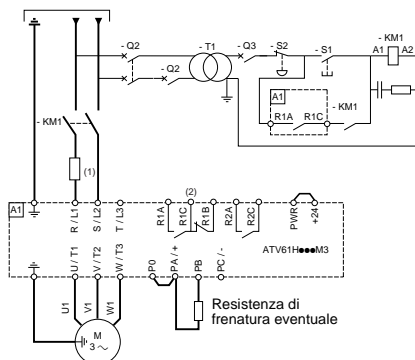 - Q2
- T1
- Q3
- S2
- S1
- KM1
A1
A2
- Q2
A1
R1A
R1C
- KM1
- KM1
(1)
(2)
A1
R / L1
S / L2
T / L3
R1A
R1C
R1B
R2A
R2C
PWR
+24
ATV61H●●●M3
U / T1
V / T2
W / T3
P0
PA / +
PB
PC / -
U1
V1
W1
M
3 ~
Resistenza di
frenatura eventuale